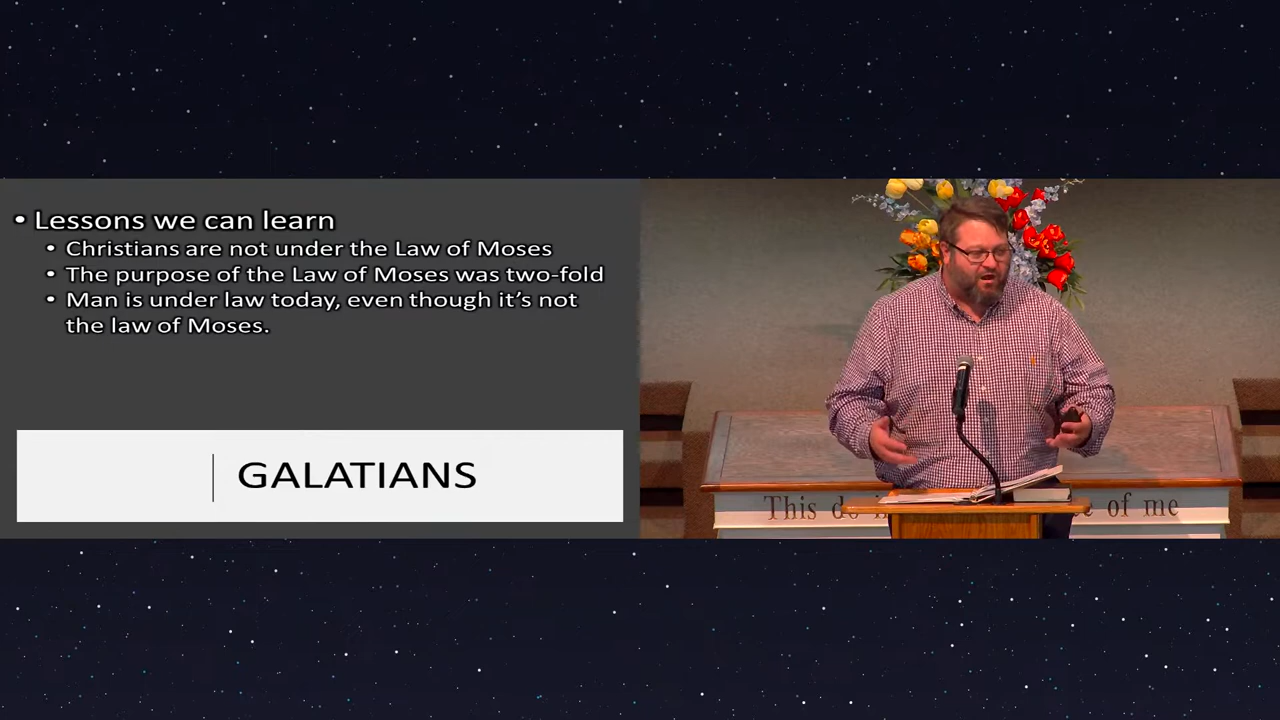 • Lessons we can learn
• Christians are not under the Law of Moses
• The purpose of the Law of Moses was two-fold
• Man is under law today, even though it's not
the law of Moses.
GALATIANS
This do of me